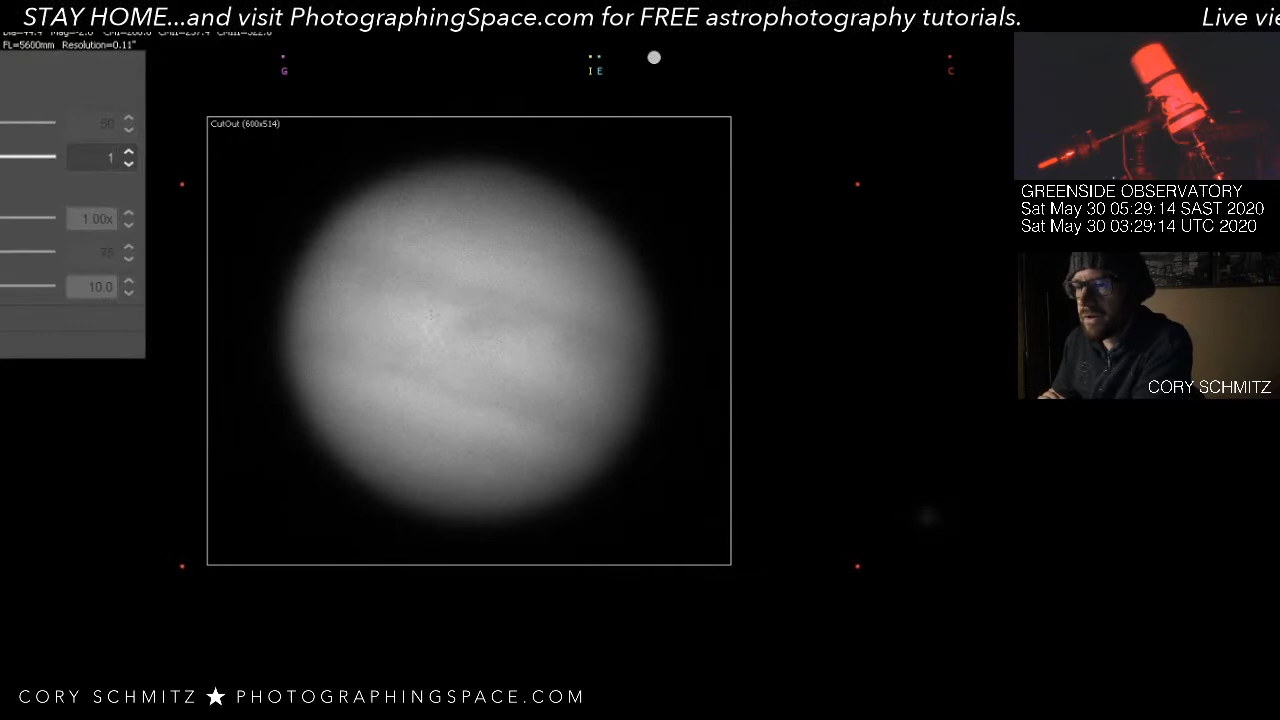 STAY HOME...and visit PhotographingSpace.com for FREE astrophotography tutorials.
Live vie
FL=5600mm Resolution=0.11"
G
I E
C
CutOut (600x514)
50
1
1.00x
75
10.0
GREENSIDE OBSERVATORY
Sat May 30 05:29:14 SAST 2020
Sat May 30 03:29:14 UTC 2020
CORY SCHMITZ
CORY SCHMITZ ★ PHOTOGRAPHINGSPACE.COM